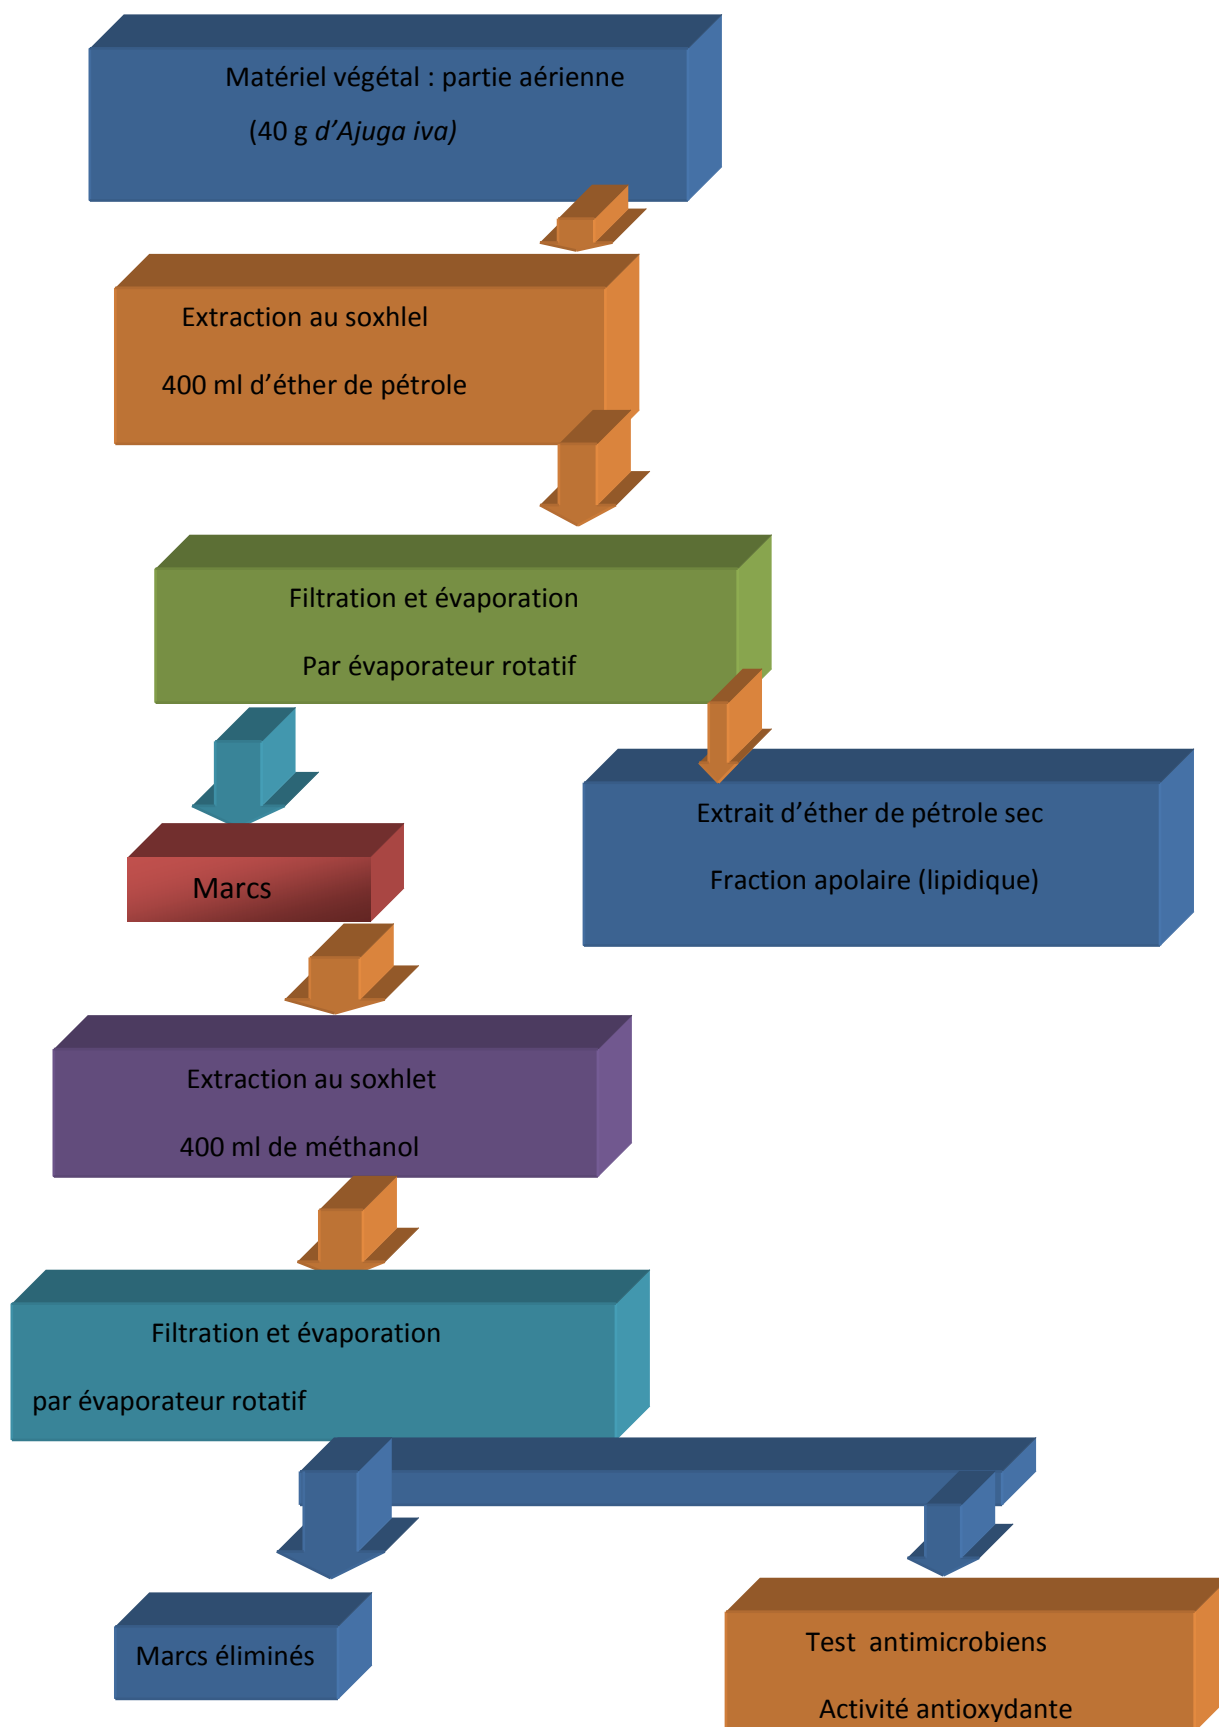 Matériel végétal : partie aérienne
(40 g d’Ajuga iva)
Extraction au soxhlel
400 ml d’éther de pétrole
Filtration et évaporation
Par évaporateur rotatif
Extrait d’éther de pétrole sec
Fraction apolaire (lipidique)
Marcs
Extraction au soxhlet
400 ml de méthanol
Filtration et évaporation
par évaporateur rotatif
Marcs éliminés
Test antimicrobiens
Activité antioxydante